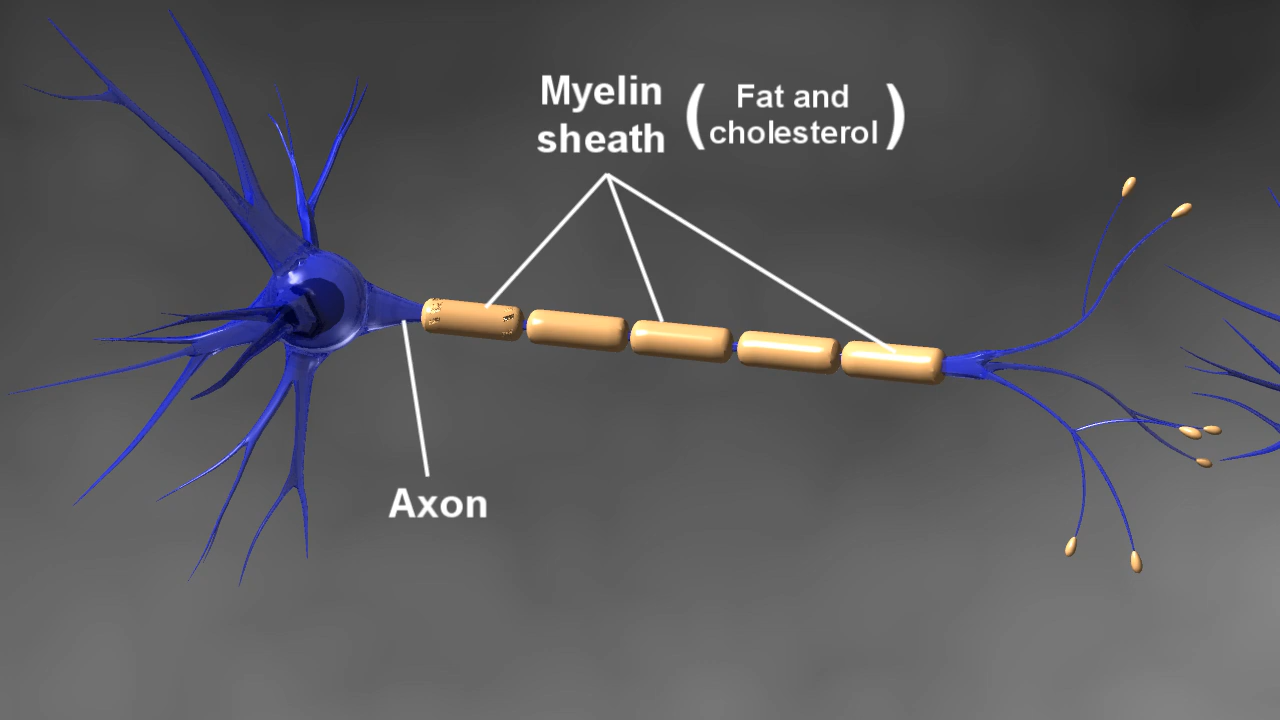 Myelin
sheath
( Fat and
cholesterol )
Axon